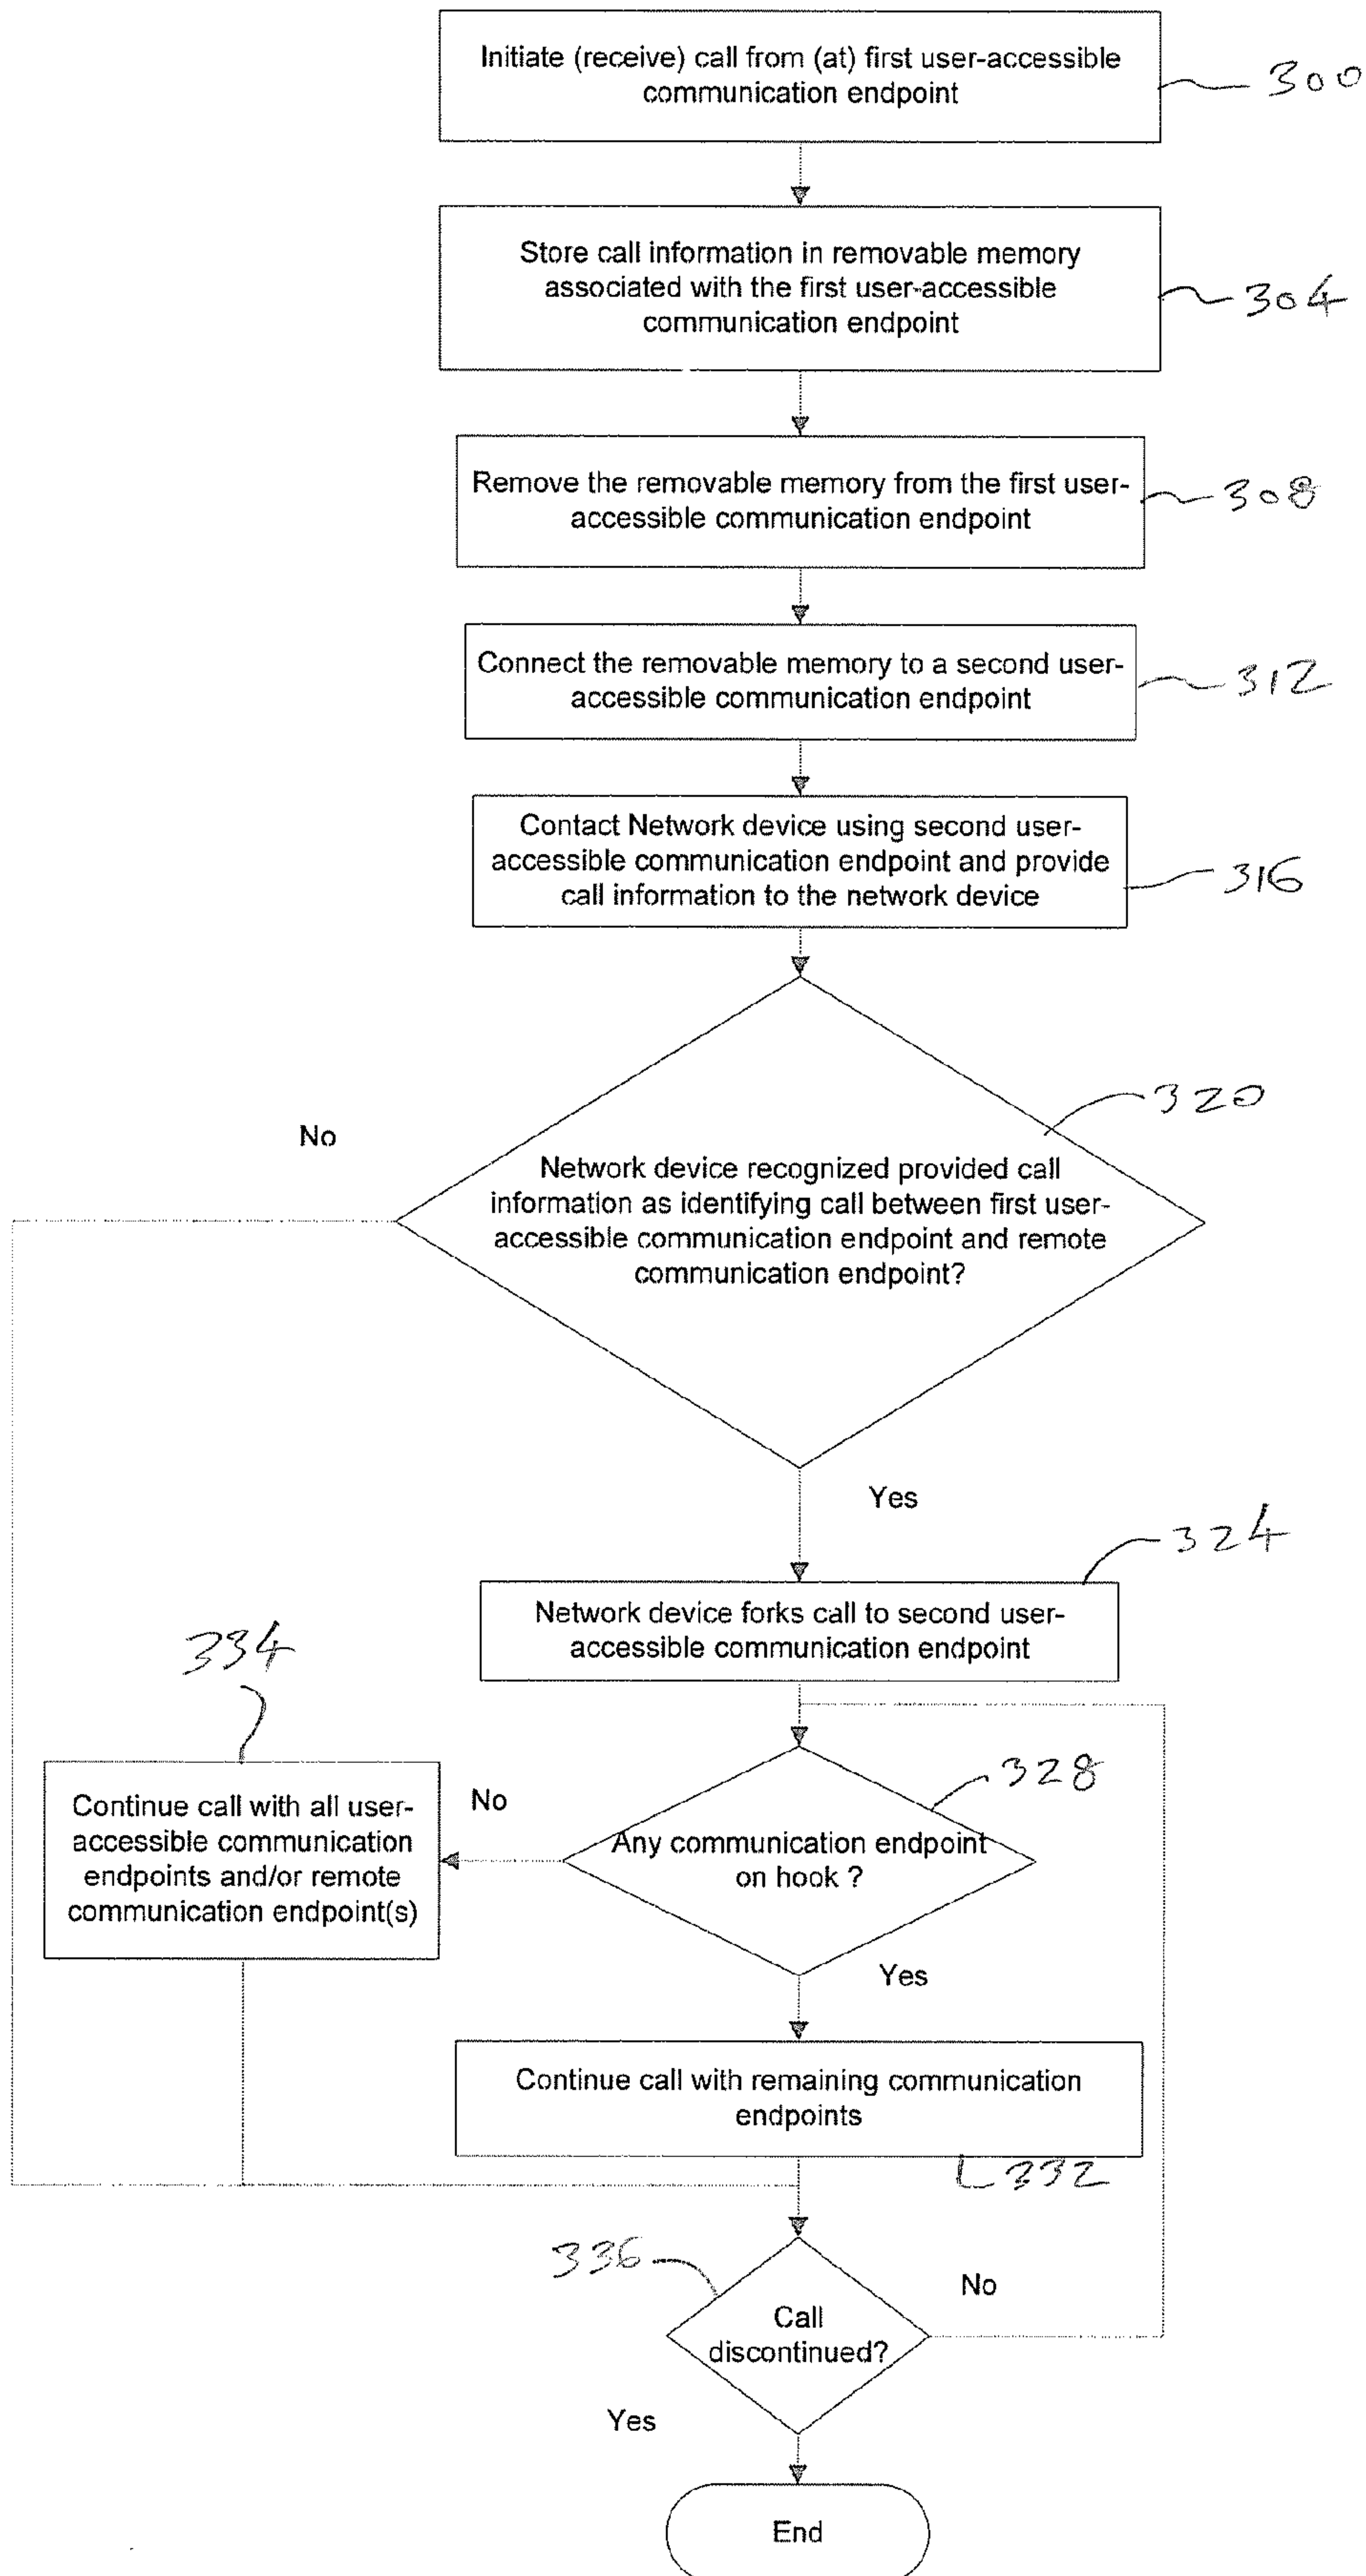 Initiate (receive) call from (at) first user-accessible
communication endpoint
300
Store call information in removable memory
associated with the first user-accessible
communication endpoint
304
Remove the removable memory from the first user-
accessible communication endpoint
308
Connect the removable memory to a second user-
accessible communication endpoint
312
Contact Network device using second user-
accessible communication endpoint and provide
call information to the network device
316
320
No
Network device recognized provided call
information as identifying call between first user-
accessible communication endpoint and remote
communication endpoint?
Yes
324
Network device forks call to second user-
accessible communication endpoint
334
328
No
Any communication endpoint
on hook ?
Continue call with all user-
accessible communication
endpoints and/or remote
communication endpoint(s)
Yes
Continue call with remaining communication
endpoints
332
336
No
Call
discontinued?
Yes
End